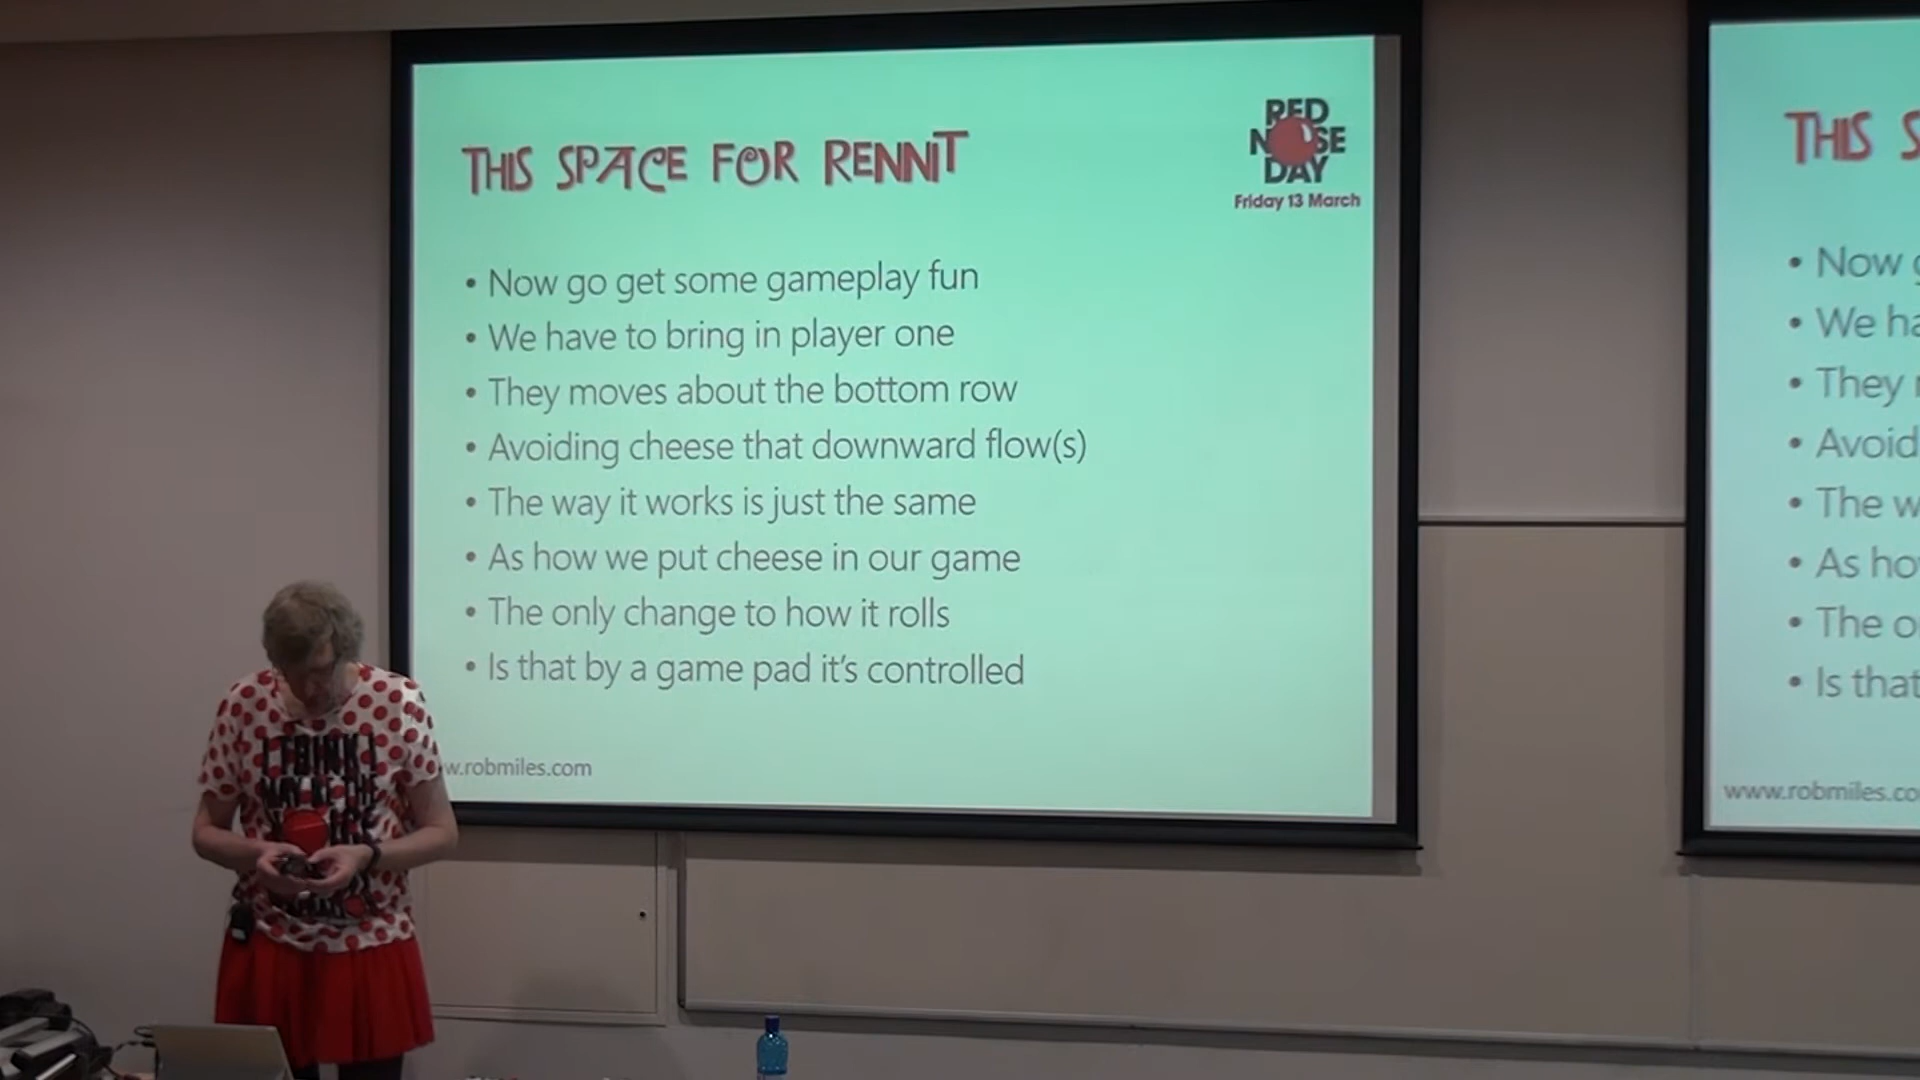 THIS SPACE FOR RENNIT
RED
NOSE
DAY
Friday 13 March
• Now go get some gameplay fun
• We have to bring in player one
• They moves about the bottom row
• Avoiding cheese that downward flow(s)
• The way it works is just the same
• As how we put cheese in our game
• The only change to how it rolls
• Is that by a game pad it's controlled
w.robmiles.com
I THINK I
MAY BE THE
THIS S
• Now g
• We ha
• They
• Avoid
• The w
• As ho
• The o
• Is that
www.robmiles.co